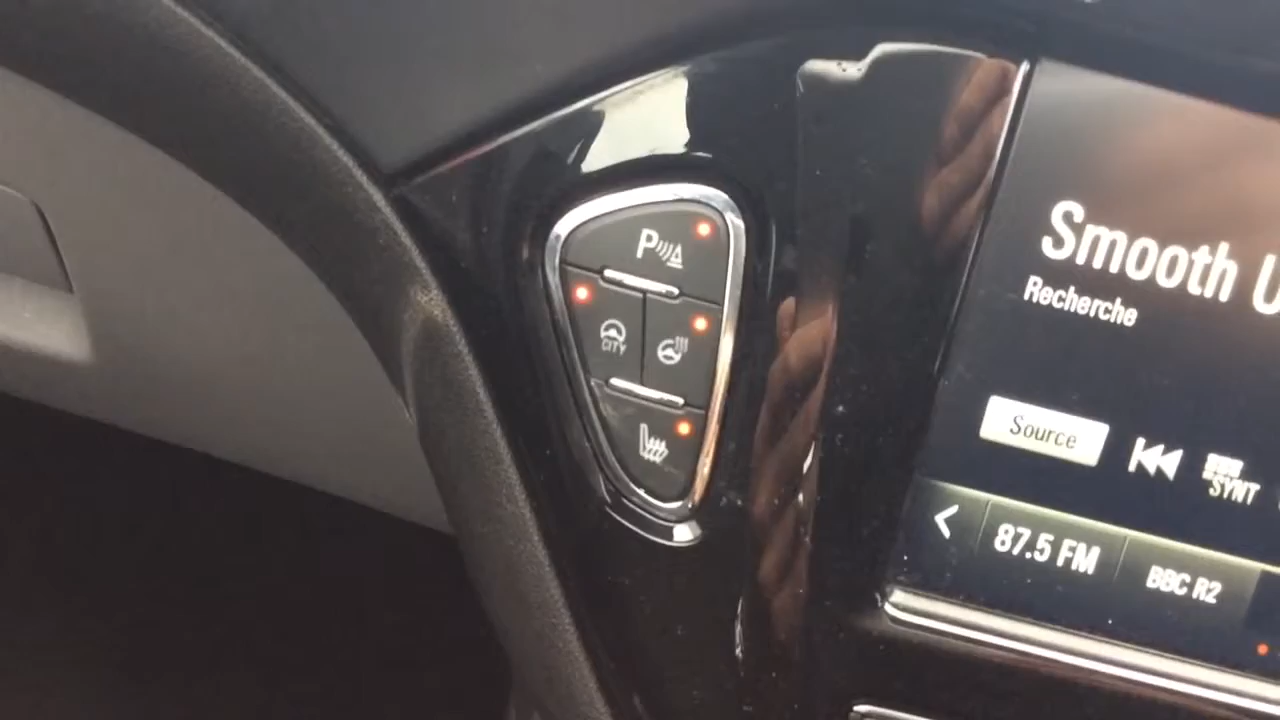 P
CITY
Smooth U
Recherche
Source
SYNT
87.5 FM
BBC R2